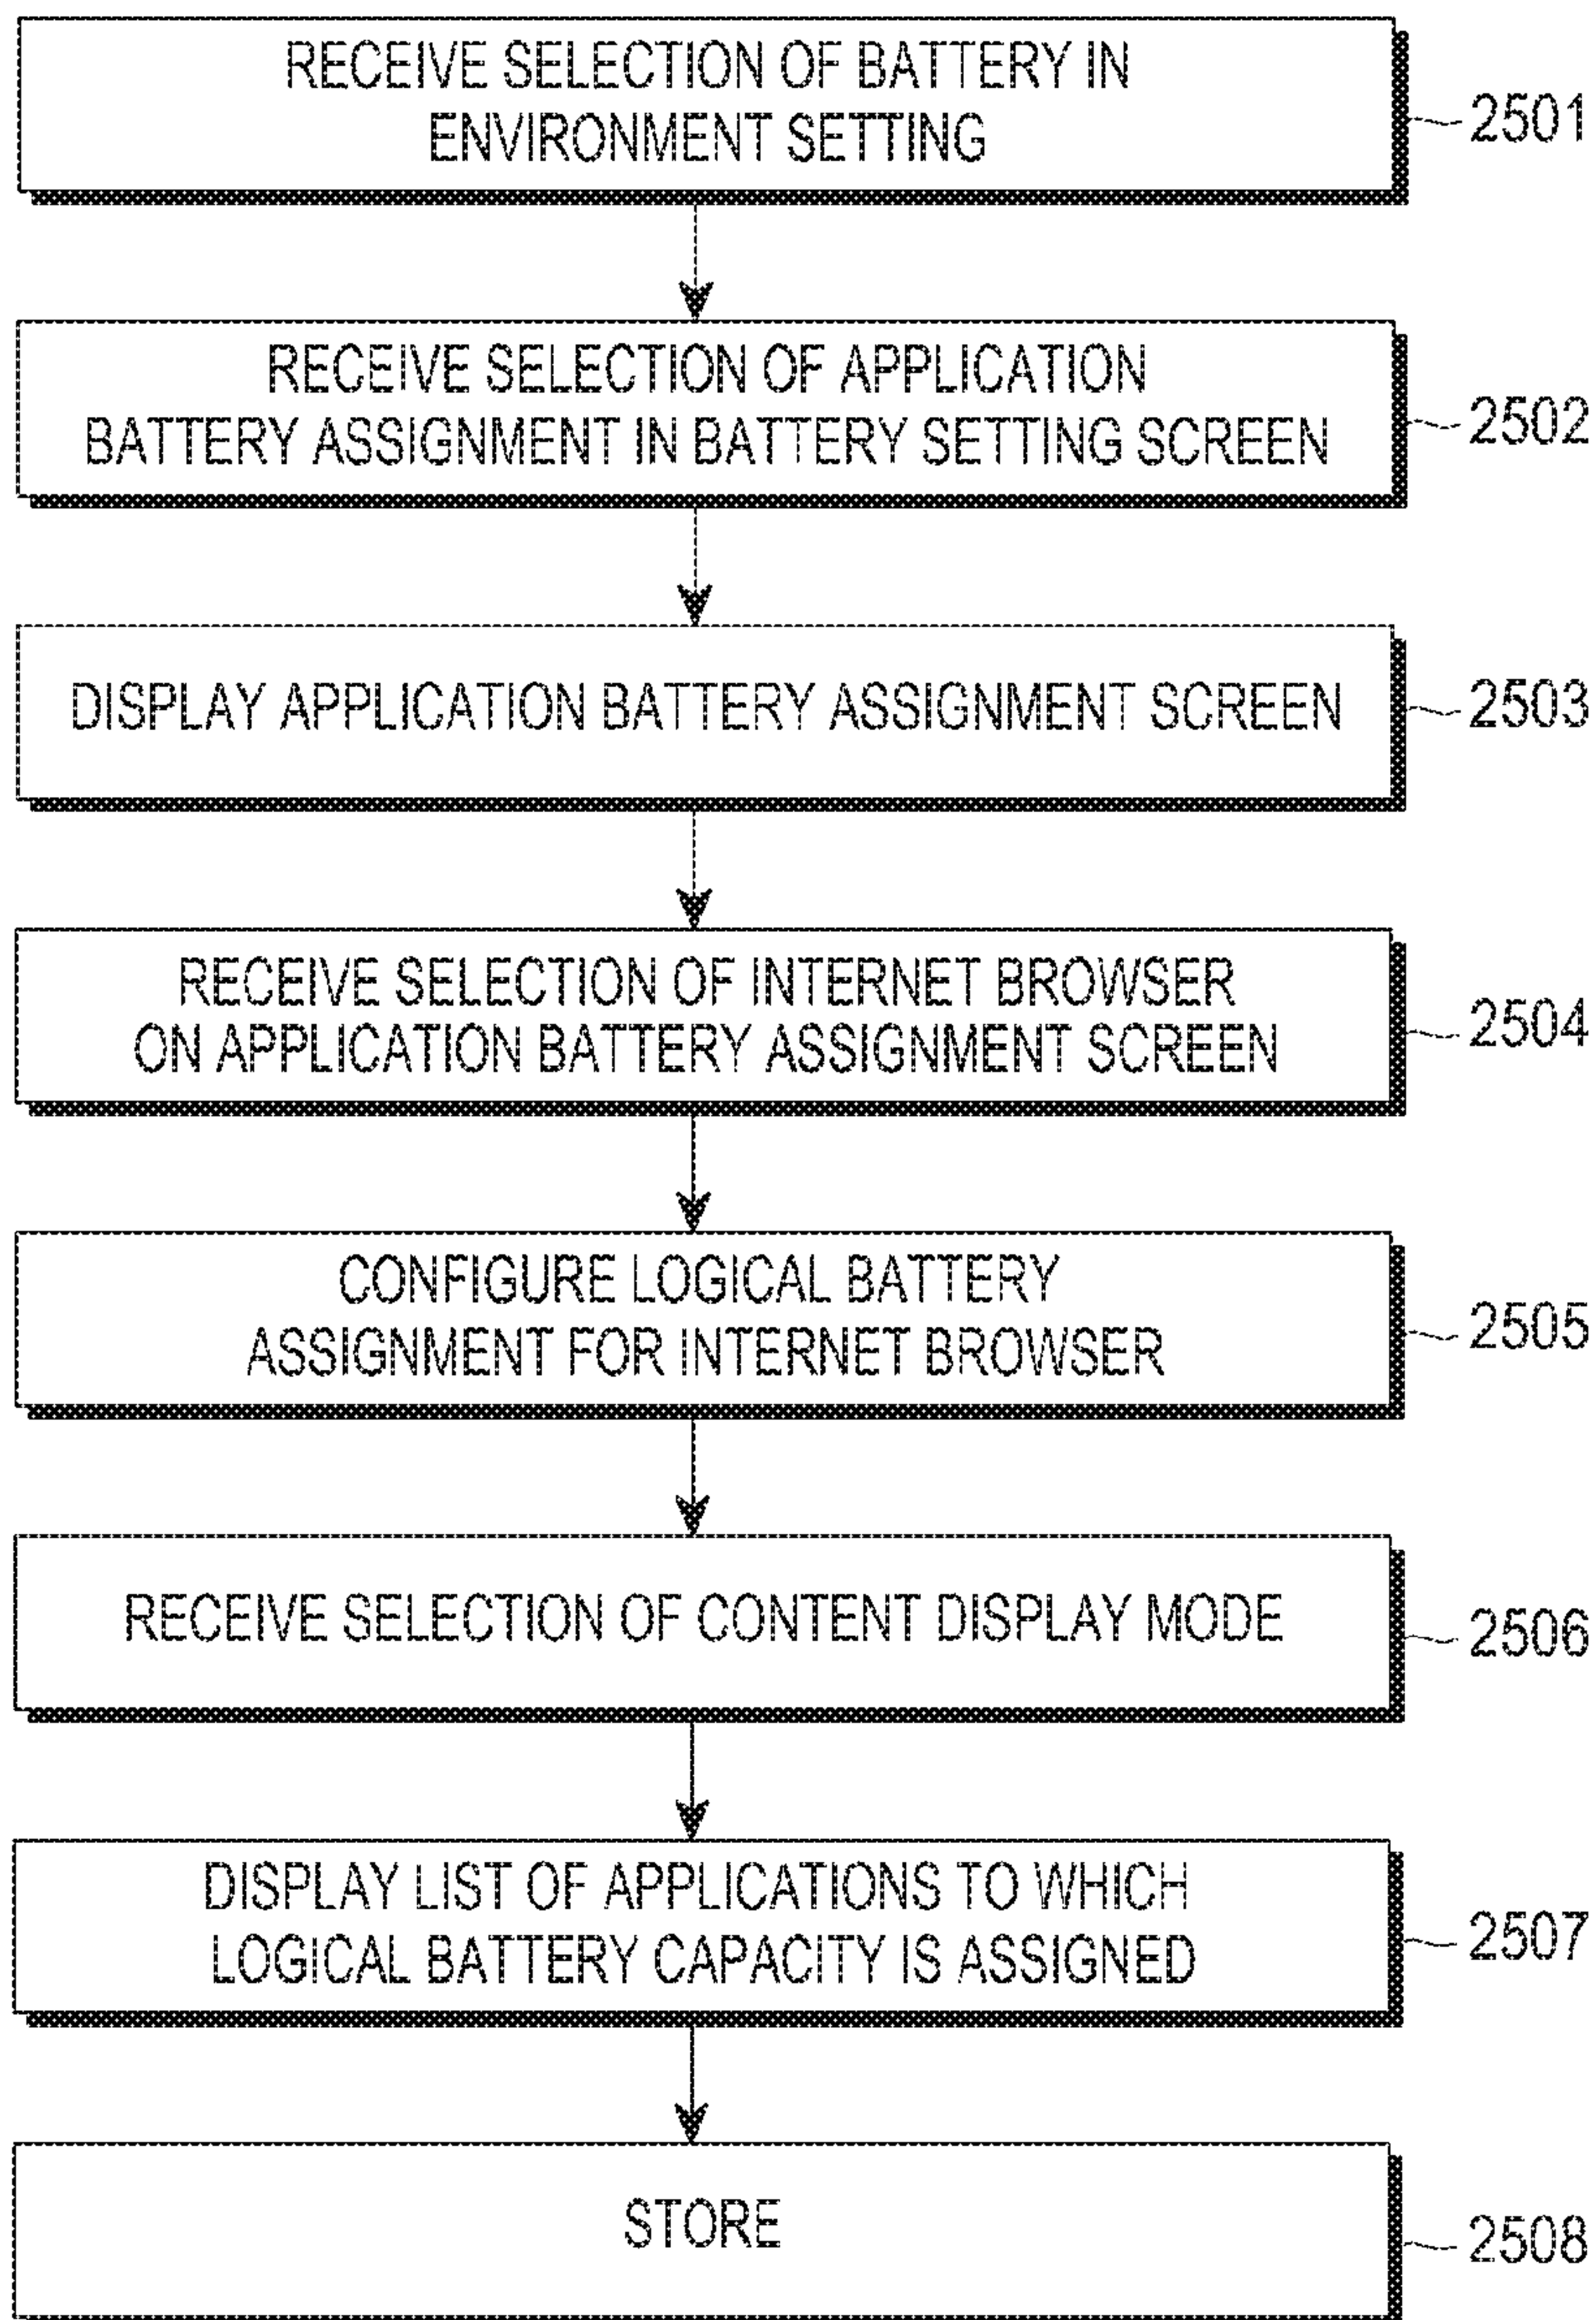 RECEIVE SELECTION OF BATTERY IN
ENVIRONMENT SETTING
2501
RECEIVE SELECTION OF APPLICATION
BATTERY ASSIGNMENT IN BATTERY SETTING SCREEN
2502
DISPLAY APPLICATION BATTERY ASSIGNMENT SCREEN
2503
RECEIVE SELECTION OF INTERNET BROWSER
ON APPLICATION BATTERY ASSIGNMENT SCREEN
2504
CONFIGURE LOGICAL BATTERY
ASSIGNMENT FOR INTERNET BROWSER
2505
RECEIVE SELECTION OF CONTENT DISPLAY MODE
2506
DISPLAY LIST OF APPLICATIONS TO WHICH
LOGICAL BATTERY CAPACITY IS ASSIGNED
2507
STORE
2508